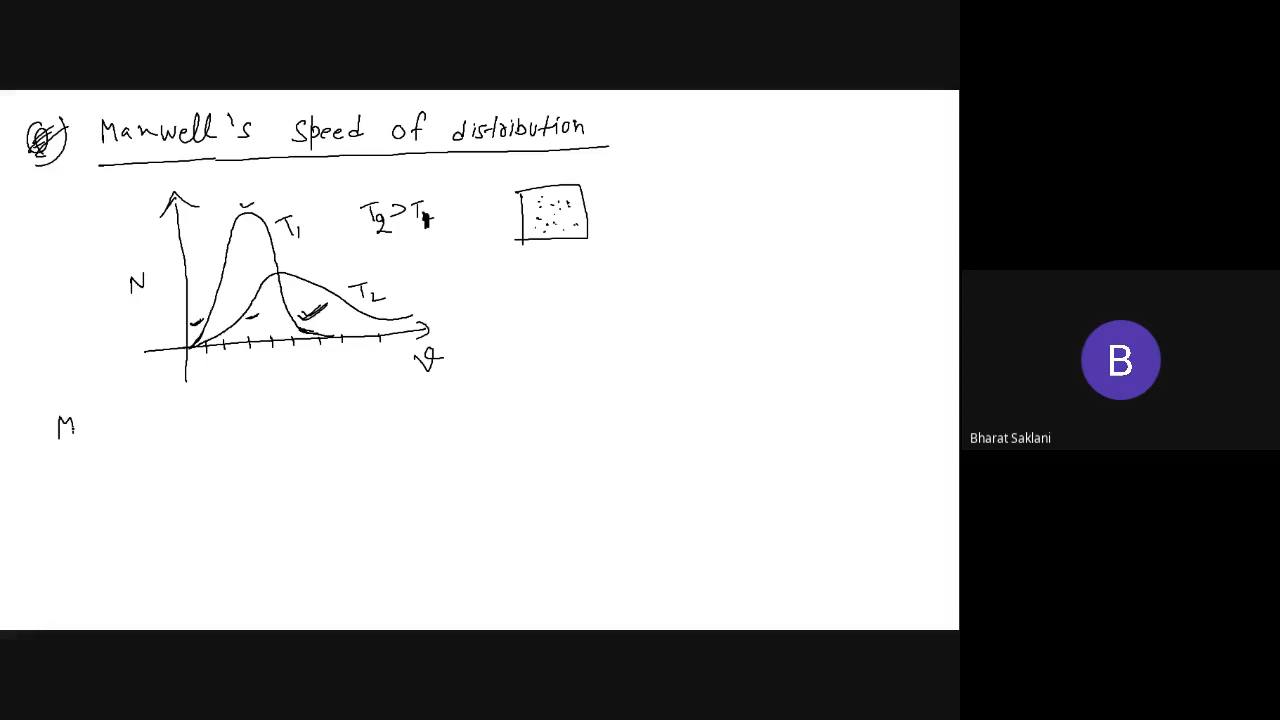 Maxwell's speed of distribution
T1
T2 > T1
N
T2
v
M
B
Bharat Saklani